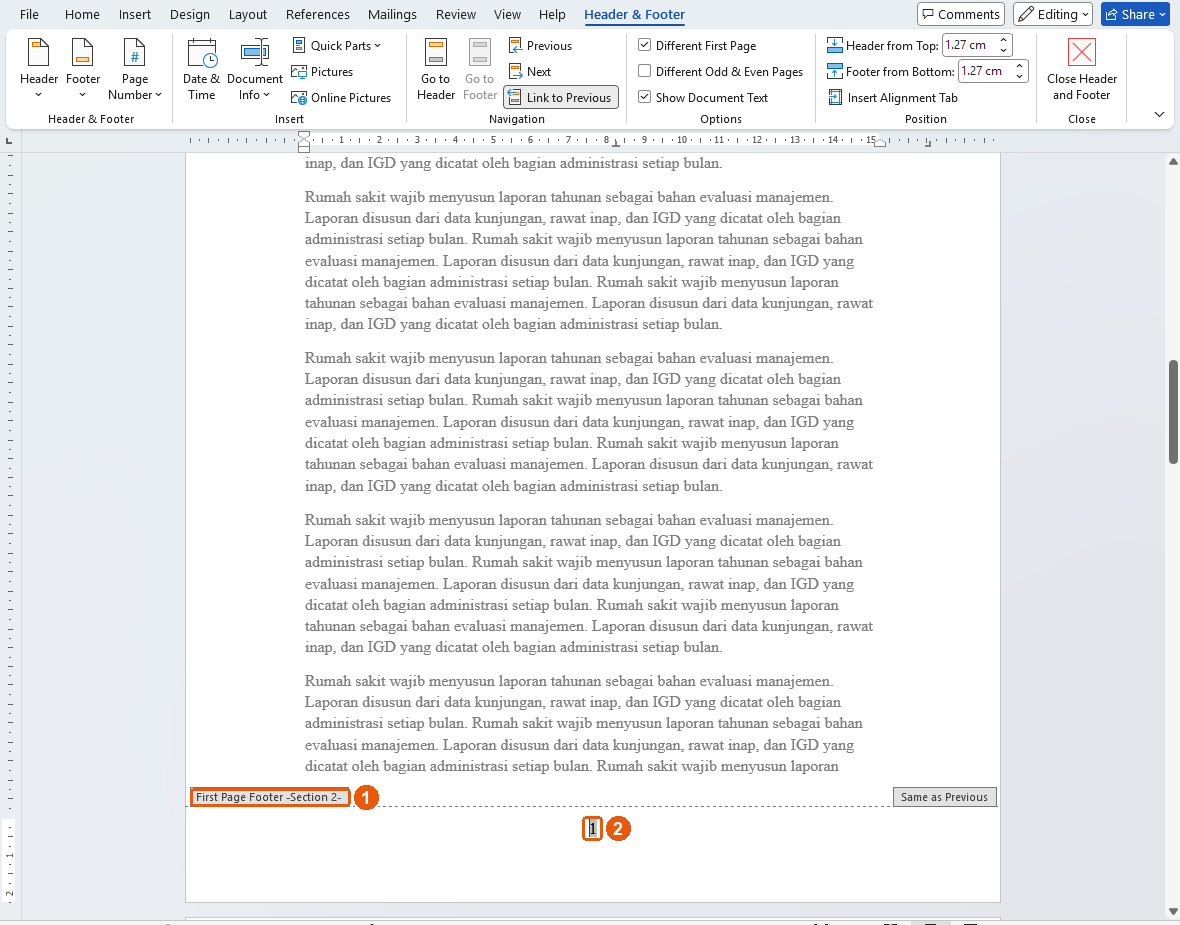 File Home Insert Design Layout References Mailings Review View Help Header & Footer Comments Editing Share
Header Footer Page Number
Header & Footer
Date & Time Document Info Quick Parts Pictures Online Pictures
Insert
Go to Header Go to Footer Previous Next Link to Previous
Navigation
Different First Page
Different Odd & Even Pages
Show Document Text
Options
Header from Top: 1.27 cm
Footer from Bottom: 1.27 cm
Insert Alignment Tab
Position
Close Header and Footer
Close
1 2 3 4 5 6 7 8 9 10 11 12 13 14 15
inap, dan IGD yang dicatat oleh bagian administrasi setiap bulan.
Rumah sakit wajib menyusun laporan tahunan sebagai bahan evaluasi manajemen.
Laporan disusun dari data kunjungan, rawat inap, dan IGD yang dicatat oleh bagian
administrasi setiap bulan. Rumah sakit wajib menyusun laporan tahunan sebagai bahan
evaluasi manajemen. Laporan disusun dari data kunjungan, rawat inap, dan IGD yang
dicatat oleh bagian administrasi setiap bulan. Rumah sakit wajib menyusun laporan
tahunan sebagai bahan evaluasi manajemen. Laporan disusun dari data kunjungan, rawat
inap, dan IGD yang dicatat oleh bagian administrasi setiap bulan.
Rumah sakit wajib menyusun laporan tahunan sebagai bahan evaluasi manajemen.
Laporan disusun dari data kunjungan, rawat inap, dan IGD yang dicatat oleh bagian
administrasi setiap bulan. Rumah sakit wajib menyusun laporan tahunan sebagai bahan
evaluasi manajemen. Laporan disusun dari data kunjungan, rawat inap, dan IGD yang
dicatat oleh bagian administrasi setiap bulan. Rumah sakit wajib menyusun laporan
tahunan sebagai bahan evaluasi manajemen. Laporan disusun dari data kunjungan, rawat
inap, dan IGD yang dicatat oleh bagian administrasi setiap bulan.
Rumah sakit wajib menyusun laporan tahunan sebagai bahan evaluasi manajemen.
Laporan disusun dari data kunjungan, rawat inap, dan IGD yang dicatat oleh bagian
administrasi setiap bulan. Rumah sakit wajib menyusun laporan tahunan sebagai bahan
evaluasi manajemen. Laporan disusun dari data kunjungan, rawat inap, dan IGD yang
dicatat oleh bagian administrasi setiap bulan. Rumah sakit wajib menyusun laporan
tahunan sebagai bahan evaluasi manajemen. Laporan disusun dari data kunjungan, rawat
inap, dan IGD yang dicatat oleh bagian administrasi setiap bulan.
Rumah sakit wajib menyusun laporan tahunan sebagai bahan evaluasi manajemen.
Laporan disusun dari data kunjungan, rawat inap, dan IGD yang dicatat oleh bagian
administrasi setiap bulan. Rumah sakit wajib menyusun laporan tahunan sebagai bahan
evaluasi manajemen. Laporan disusun dari data kunjungan, rawat inap, dan IGD yang
dicatat oleh bagian administrasi setiap bulan. Rumah sakit wajib menyusun laporan
First Page Footer -Section 2- 1 Same as Previous
1 2
1
2